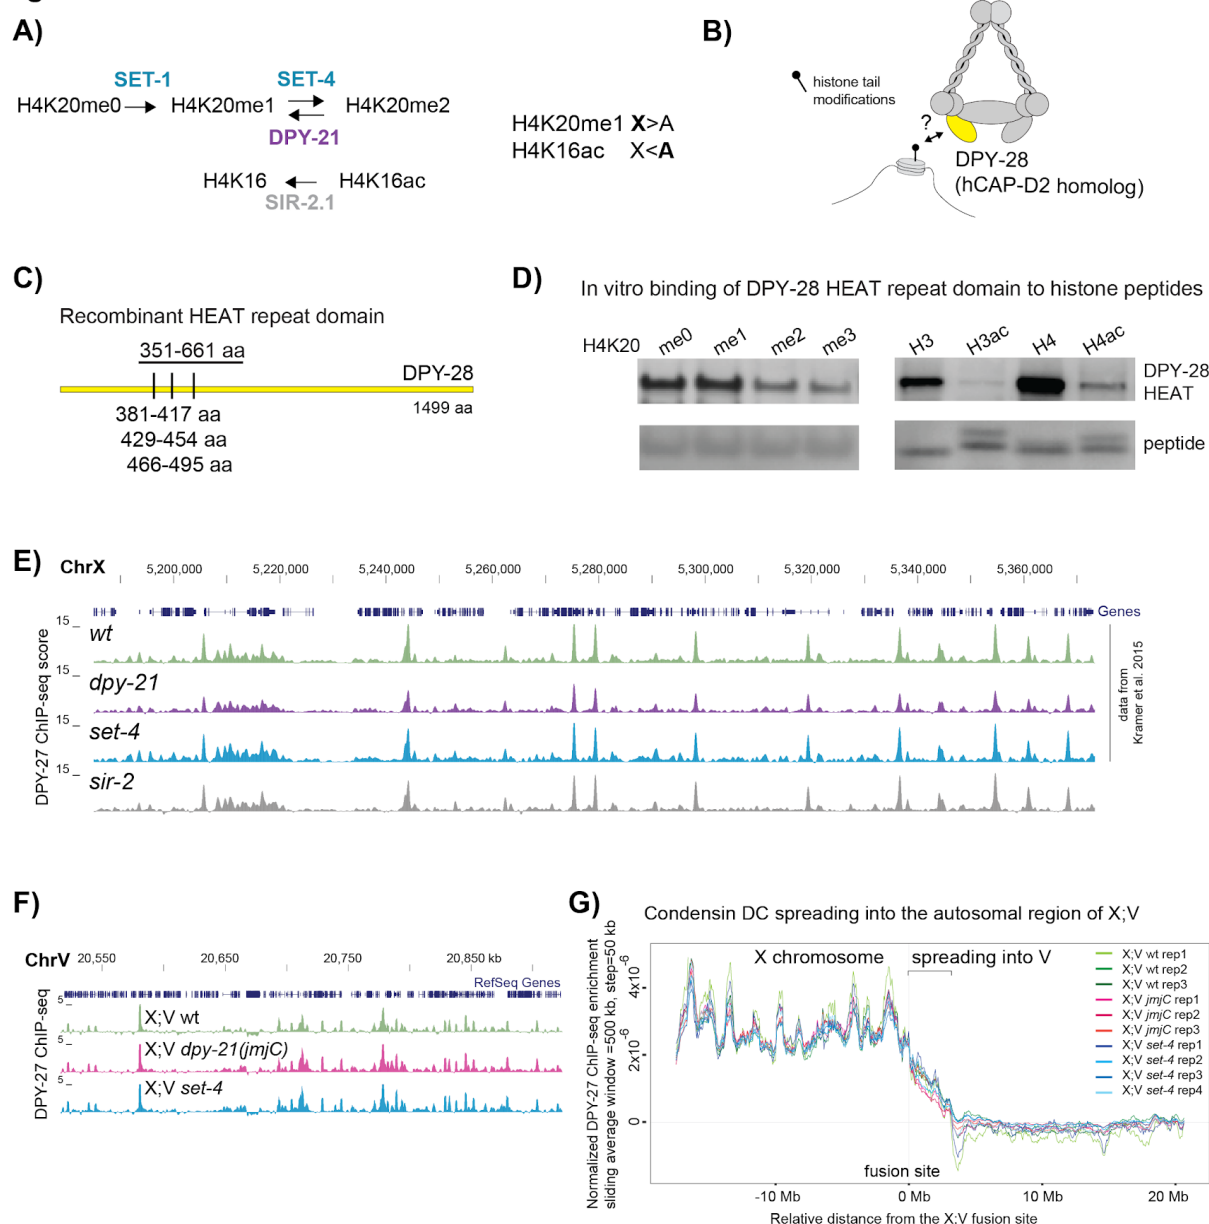 A)
SET-1
SET-4
H4K20me0
H4K20me1
H4K20me2
DPY-21
H4K16
H4K16ac
SIR-2.1
H4K20me1 X>A
H4K16ac X<A
B)
histone tail
modifications
?
DPY-28
(hCAP-D2 homolog)
C)
Recombinant HEAT repeat domain
351-661 aa
DPY-28
1499 aa
381-417 aa
429-454 aa
466-495 aa
D)
In vitro binding of DPY-28 HEAT repeat domain to histone peptides
H4K20 me0 me1 me2 me3
H3 H3ac H4 H4ac
DPY-28
HEAT
peptide
E)
ChrX
5,200,000 5,220,000 5,240,000 5,260,000 5,280,000 5,300,000 5,320,000 5,340,000 5,360,000
Genes
DPY-27 ChIP-seq score
15
wt
15
dpy-21
15
set-4
15
sir-2
data from
Kramer et al. 2015
F)
ChrV
20,550 20,650 20,750 20,850 kb
RefSeq Genes
DPY-27 ChIP-seq
5
X;V wt
5
X;V dpy-21(jmjC)
5
X;V set-4
G)
Condensin DC spreading into the autosomal region of X;V
Normalized DPY-27 ChIP-seq enrichment
sliding average window =500 kb, step=50 kb
4x10-6
2x10-6
0
X chromosome
spreading into V
X;V wt rep1
X;V wt rep2
X;V wt rep3
X;V jmjC rep1
X;V jmjC rep2
X;V jmjC rep3
X;V set-4 rep1
X;V set-4 rep2
X;V set-4 rep3
X;V set-4 rep4
fusion site
-10 Mb 0 Mb 10 Mb 20 Mb
Relative distance from the X;V fusion site